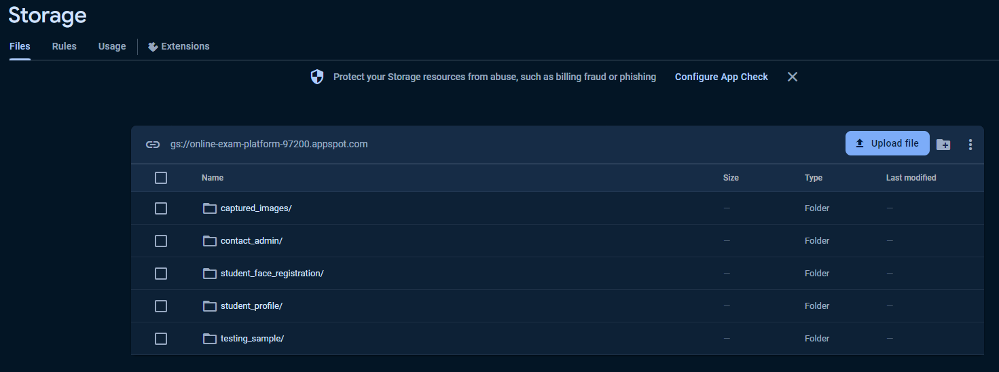 Storage
Files Rules Usage Extensions
Protect your Storage resources from abuse, such as billing fraud or phishing Configure App Check
gs://online-exam-platform-97200.appspot.com Upload file
Name Size Type Last modified
captured_images/ — Folder —
contact_admin/ — Folder —
student_face_registration/ — Folder —
student_profile/ — Folder —
testing_sample/ — Folder —